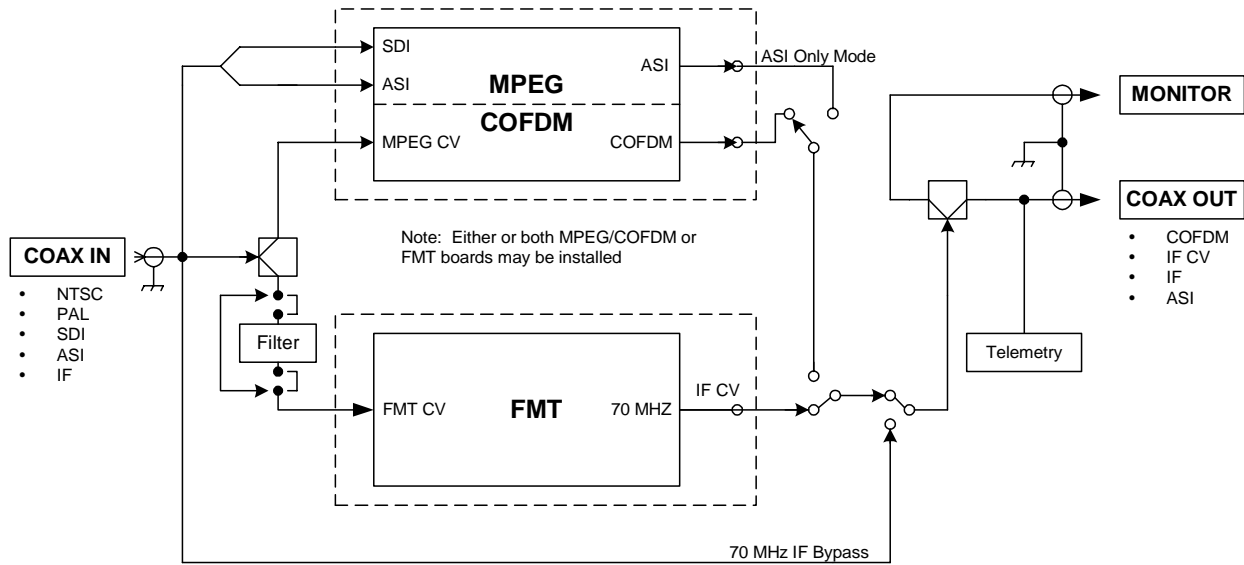 SDI
ASI
MPEG
ASI
COFDM
MPEG CV
COFDM
ASI Only Mode
MONITOR
COAX OUT
• COFDM
• IF CV
• IF
• ASI
Note: Either or both MPEG/COFDM or
FMT boards may be installed
COAX IN
• NTSC
• PAL
• SDI
• ASI
• IF
Filter
Telemetry
FMT CV
FMT
70 MHZ
IF CV
70 MHz IF Bypass